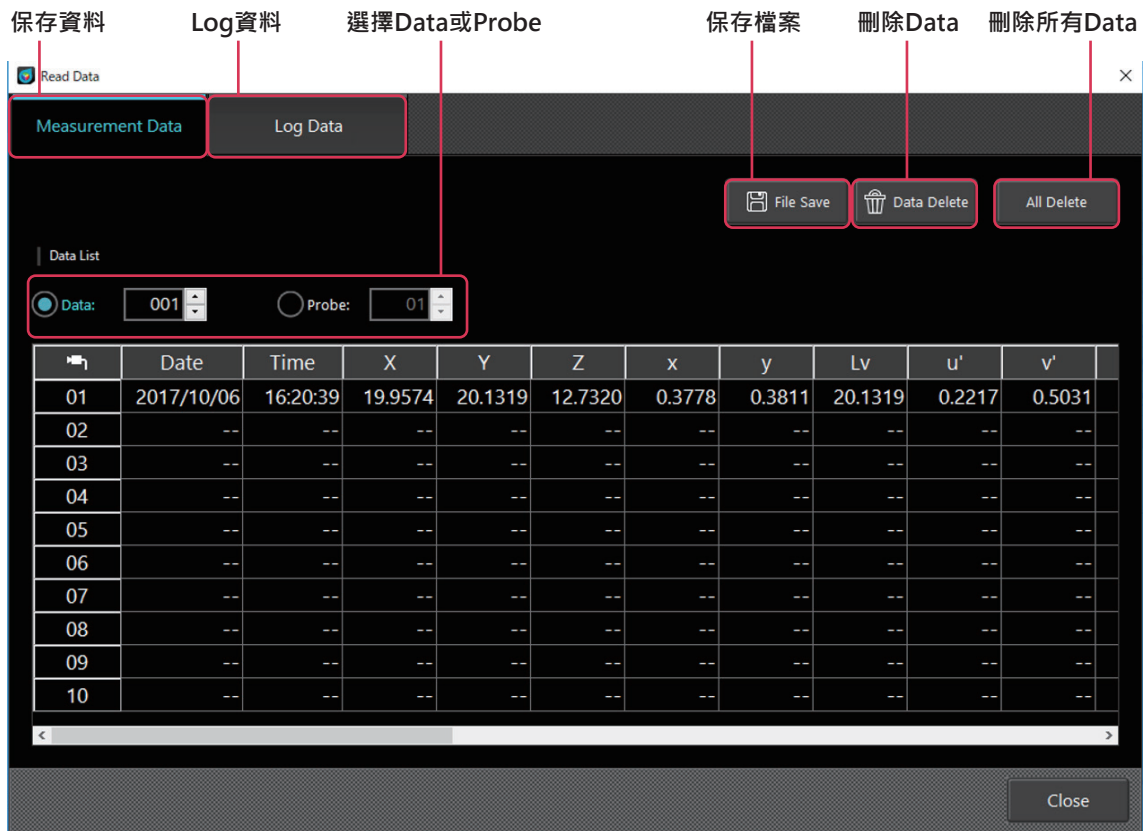 保存資料 Log資料 選擇Data或Probe 保存檔案 刪除Data 刪除所有Data
Read Data
Measurement Data Log Data
File Save Data Delete All Delete
Data List
Data: 001 Probe: 01
Date Time X Y Z x y Lv u' v'
01 2017/10/06 16:20:39 19.9574 20.1319 12.7320 0.3778 0.3811 20.1319 0.2217 0.5031
02 -- -- -- -- -- -- -- -- -- --
03 -- -- -- -- -- -- -- -- -- --
04 -- -- -- -- -- -- -- -- -- --
05 -- -- -- -- -- -- -- -- -- --
06 -- -- -- -- -- -- -- -- -- --
07 -- -- -- -- -- -- -- -- -- --
08 -- -- -- -- -- -- -- -- -- --
09 -- -- -- -- -- -- -- -- -- --
10 -- -- -- -- -- -- -- -- -- --
Close